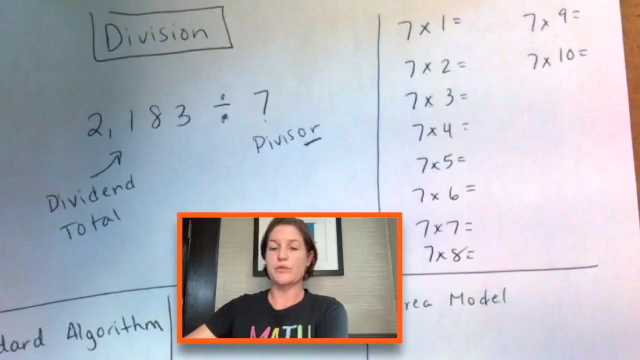 Division
2,183 ÷ 7
Divisor
Dividend
Total
7 x 1 =
7 x 2 =
7 x 3 =
7 x 4 =
7 x 5 =
7 x 6 =
7 x 7 =
7 x 8 =
7 x 9 =
7 x 10 =
dard Algorithm
rea Model
MATH